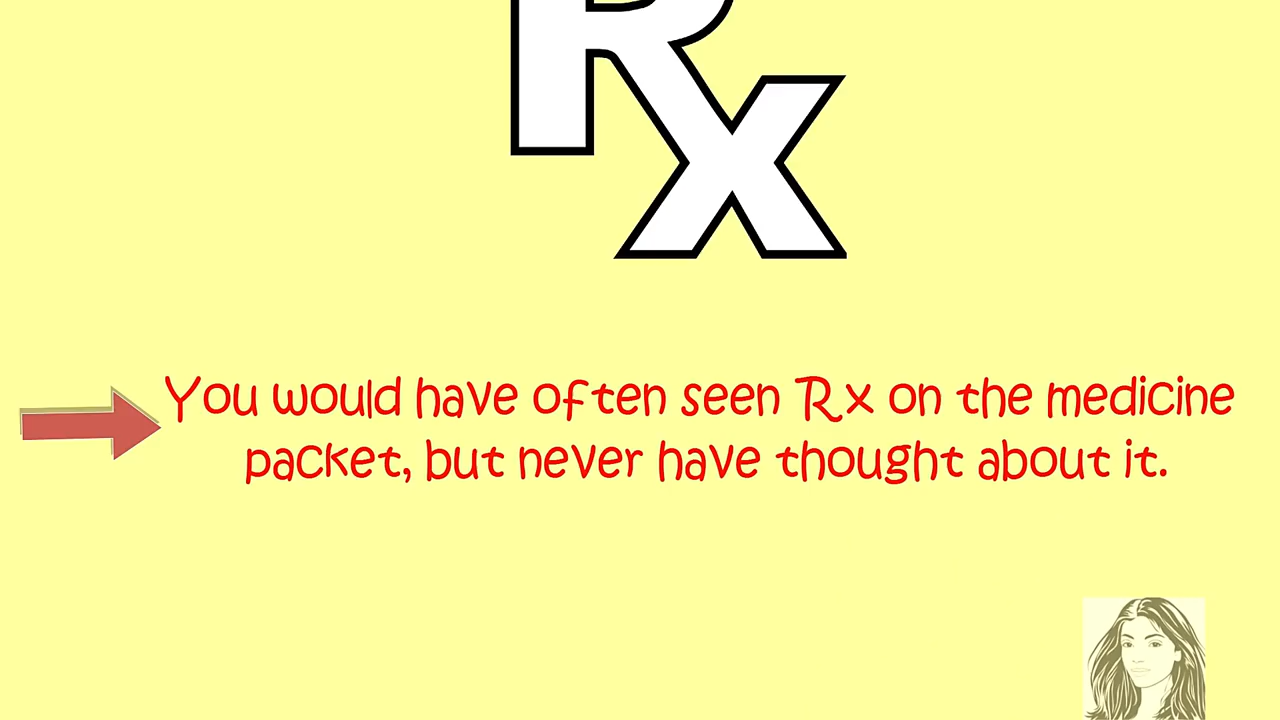 Rx
You would have often seen Rx on the medicine
packet, but never have thought about it.